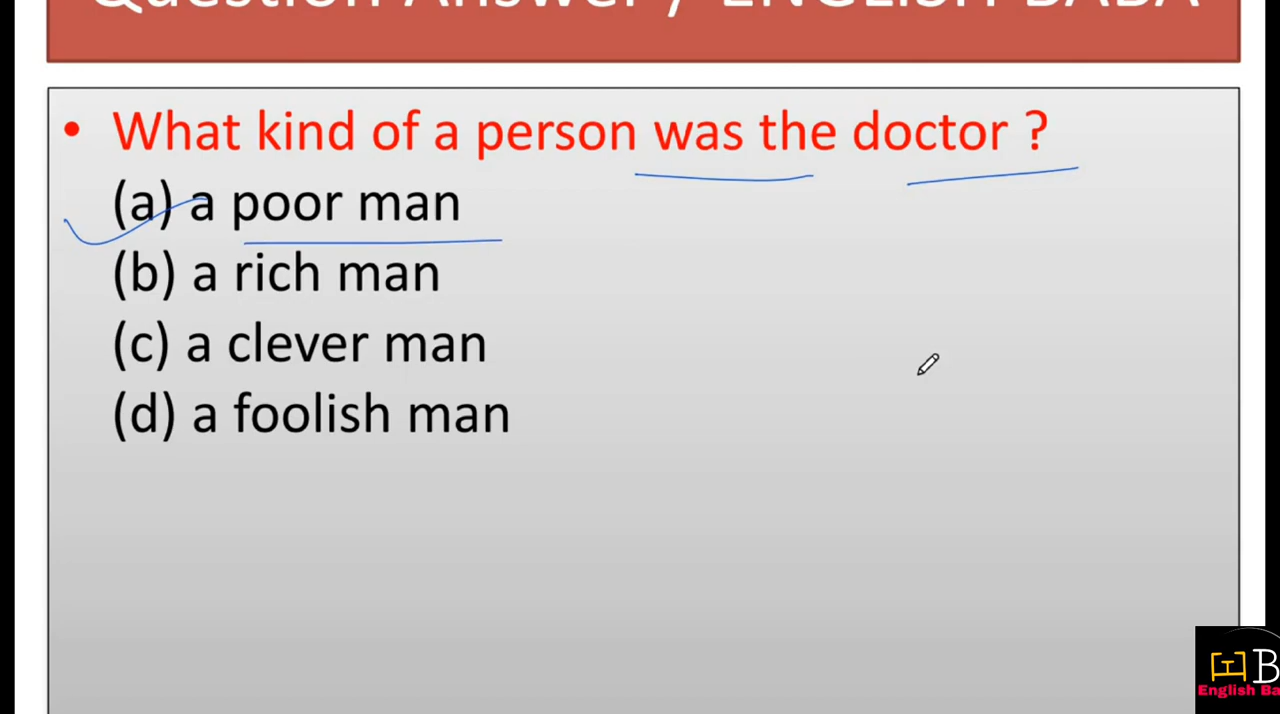 Question Answer / ENGLISH BABA
• What kind of a person was the doctor ?
(a) a poor man
(b) a rich man
(c) a clever man
(d) a foolish man
B
English Ba